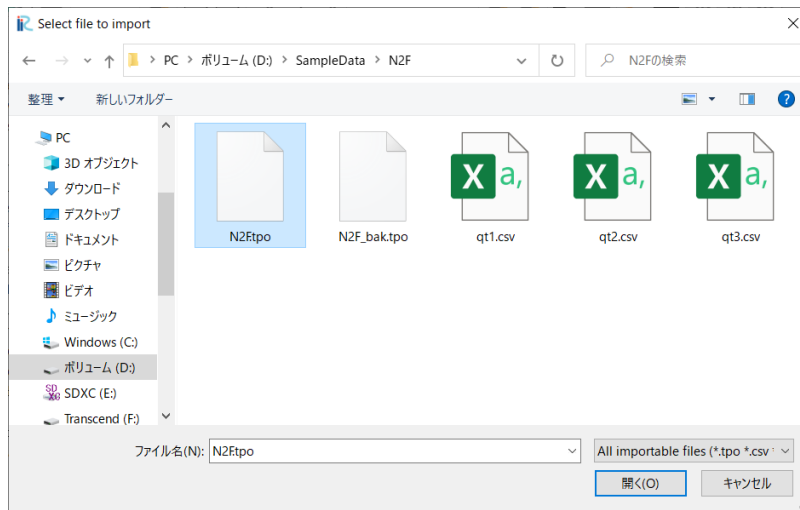 Select file to import
PC > ボリューム (D:) > SampleData > N2F
N2Fの検索
整理
新しいフォルダー
PC
3D オブジェクト
ダウンロード
デスクトップ
ドキュメント
ピクチャ
ビデオ
ミュージック
Windows (C:)
ボリューム (D:)
SDXC (E:)
Transcend (F:)
N2F.tpo
N2F_bak.tpo
qt1.csv
qt2.csv
qt3.csv
ファイル名(N):
N2F.tpo
All importable files (*.tpo *.csv
開く(O)
キャンセル